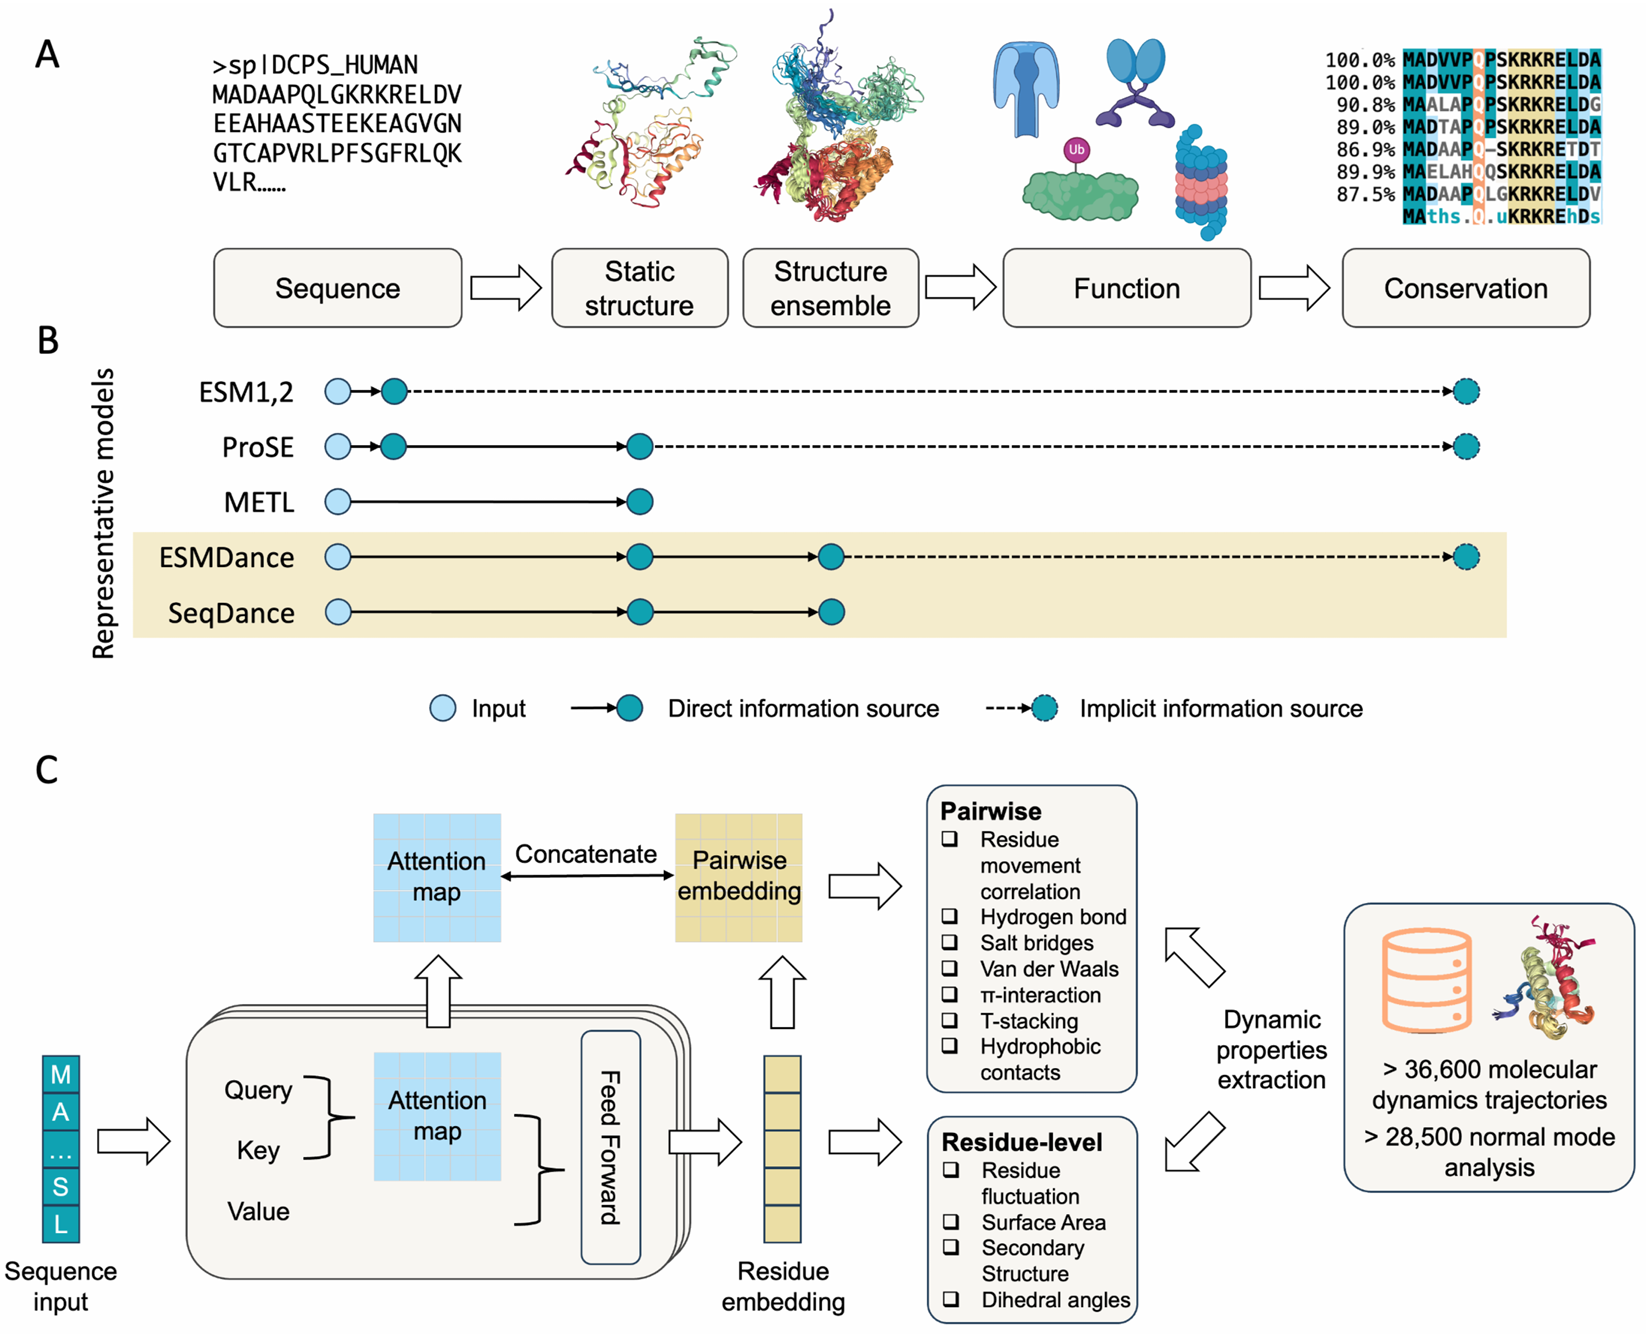 A
>sp|DCPS_HUMAN
MADAAPQLGKRKRELDV
EEAHAASTEEKEAGVGN
GTCAPVRLPFSGFRLQK
VLR......
Ub
100.0% MADVVPQPSKRKRELDA
100.0% MADVVPQPSKRKRELDA
90.8% MAALAPQPSKRKRELDG
89.0% MADTAPQPSKRKRELDA
86.9% MADAAPQ-SKRKRETDT
89.9% MAELAHQQSKRKRELDA
87.5% MADAAPQLGKRKRELDV
MAths.Q.uKRKREhDs
Sequence
Static
structure
Structure
ensemble
Function
Conservation
B
Representative models
ESM1,2
ProSE
METL
ESMDance
SeqDance
Input
Direct information source
Implicit information source
C
Attention
map
Concatenate
Pairwise
embedding
Pairwise
Residue
movement
correlation
Hydrogen bond
Salt bridges
Van der Waals
π-interaction
T-stacking
Hydrophobic
contacts
M
A
...
S
L
Sequence
input
Query
Key
Value
Attention
map
Feed Forward
Residue
embedding
Residue-level
Residue
fluctuation
Surface Area
Secondary
Structure
Dihedral angles
Dynamic
properties
extraction
> 36,600 molecular
dynamics trajectories
> 28,500 normal mode
analysis